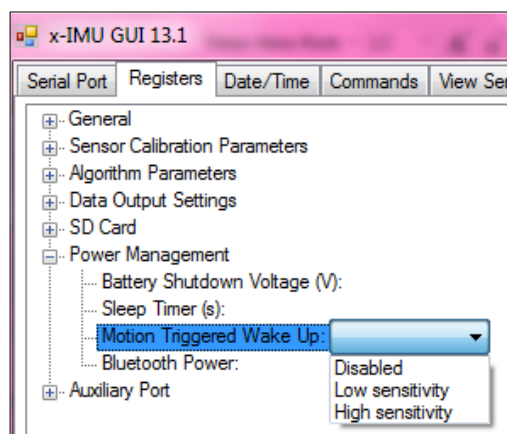 x-IMU GUI 13.1
Serial Port Registers Date/Time Commands View Ser
General
Sensor Calibration Parameters
Algorithm Parameters
Data Output Settings
SD Card
Power Management
Battery Shutdown Voltage (V):
Sleep Timer (s):
Motion Triggered Wake Up:
Bluetooth Power:
Disabled
Low sensitivity
High sensitivity
Auxiliary Port